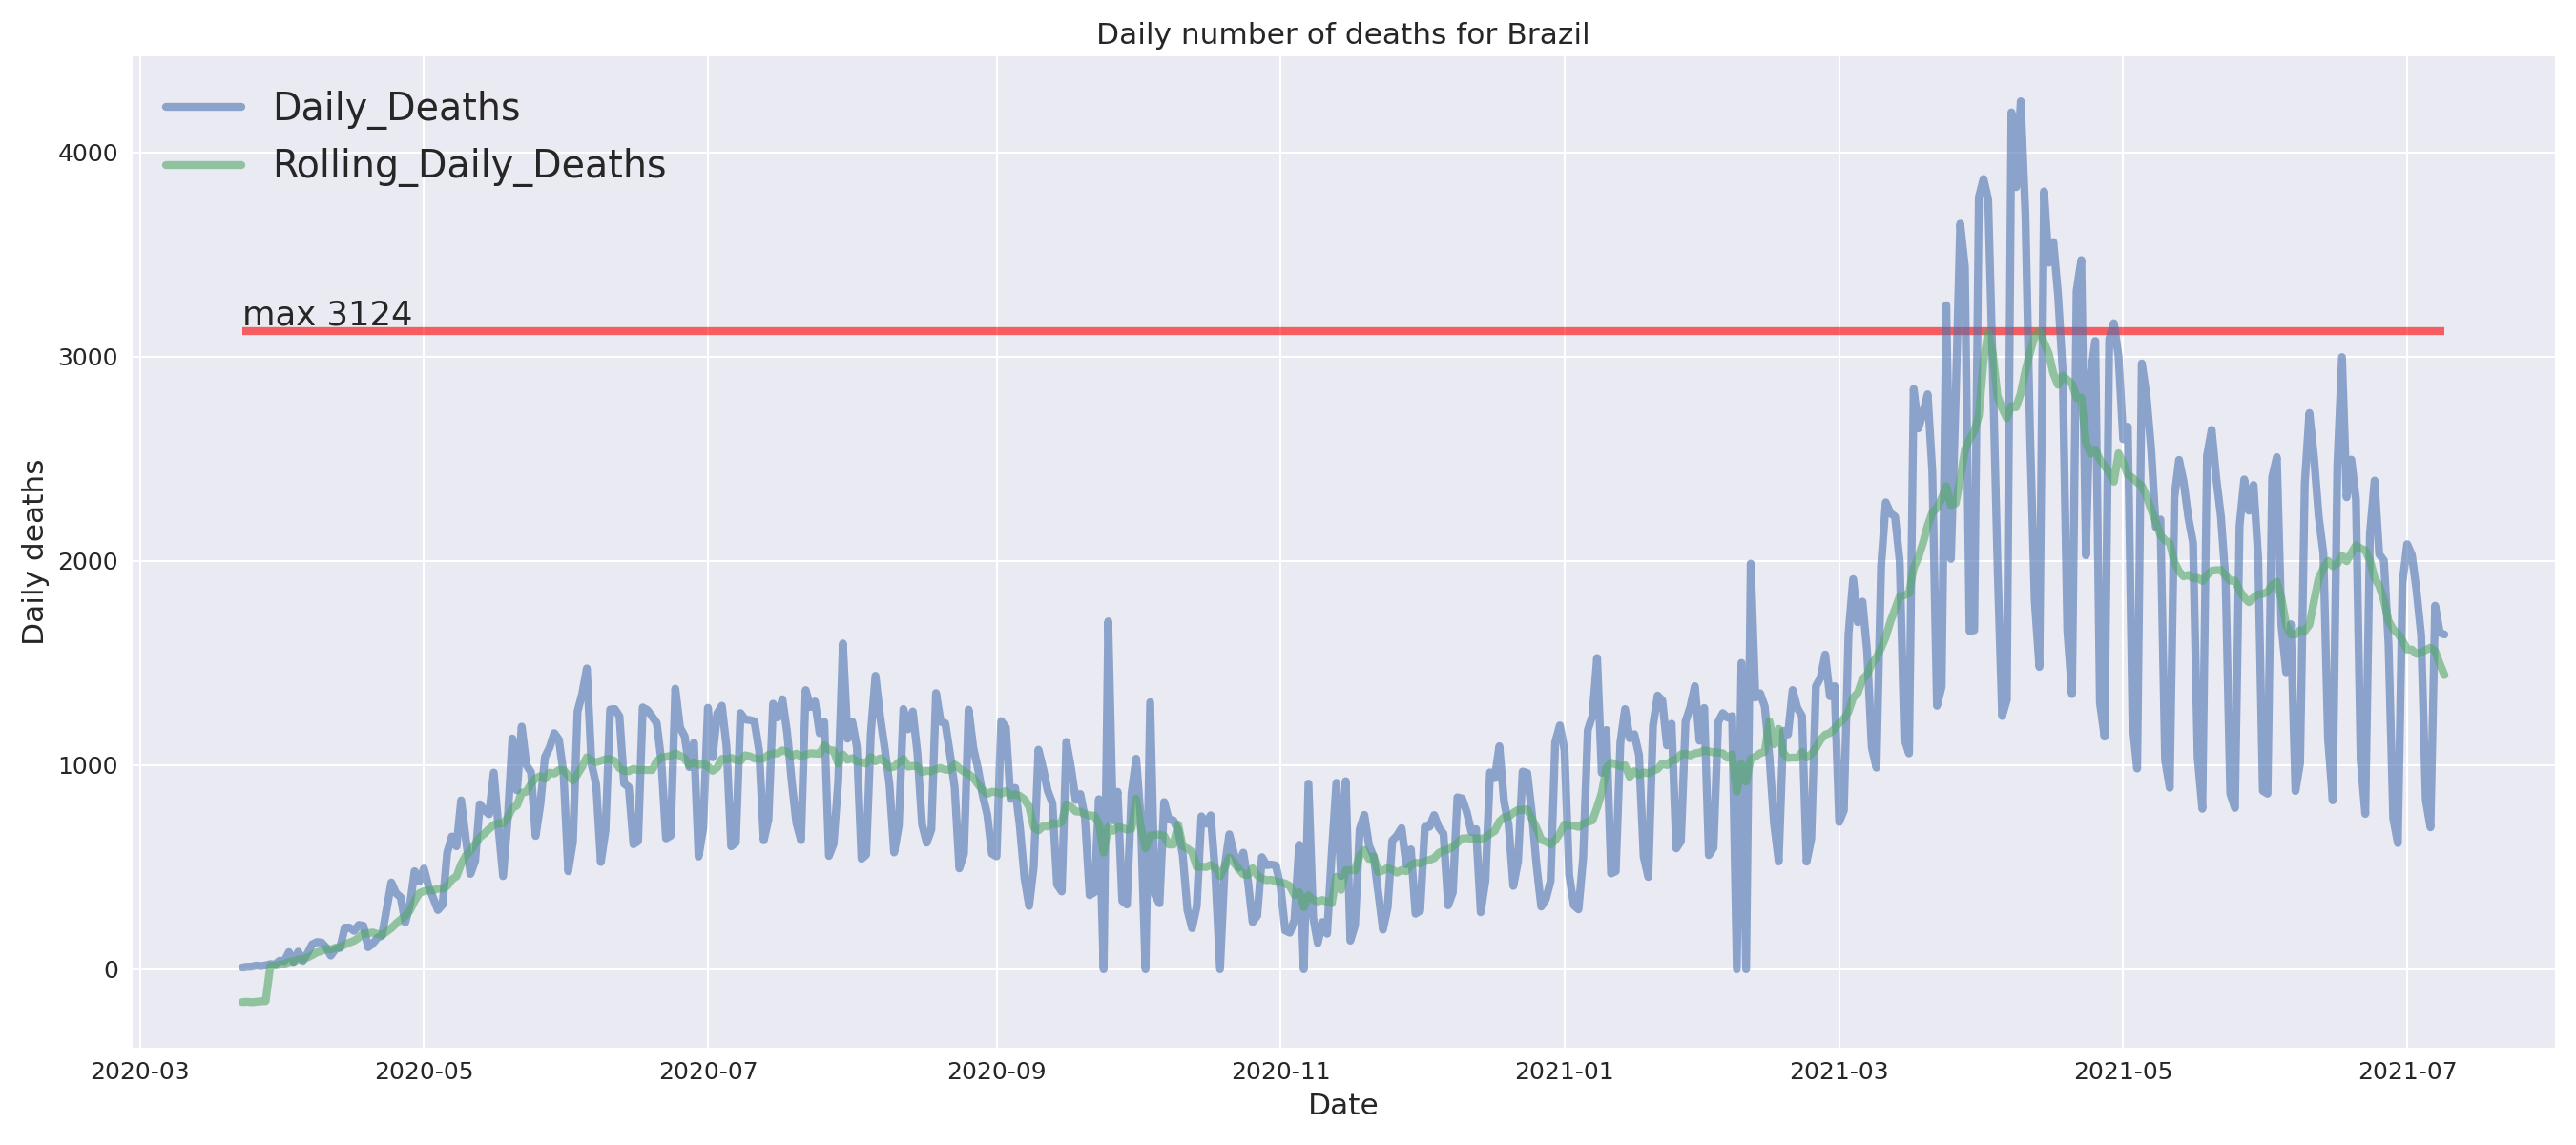 Daily number of deaths for Brazil
Daily_Deaths
Rolling_Daily_Deaths
4000
max 3124
3000
2000
1000
0
Daily deaths
2020-03 2020-05 2020-07 2020-09 2020-11 2021-01 2021-03 2021-05 2021-07
Date